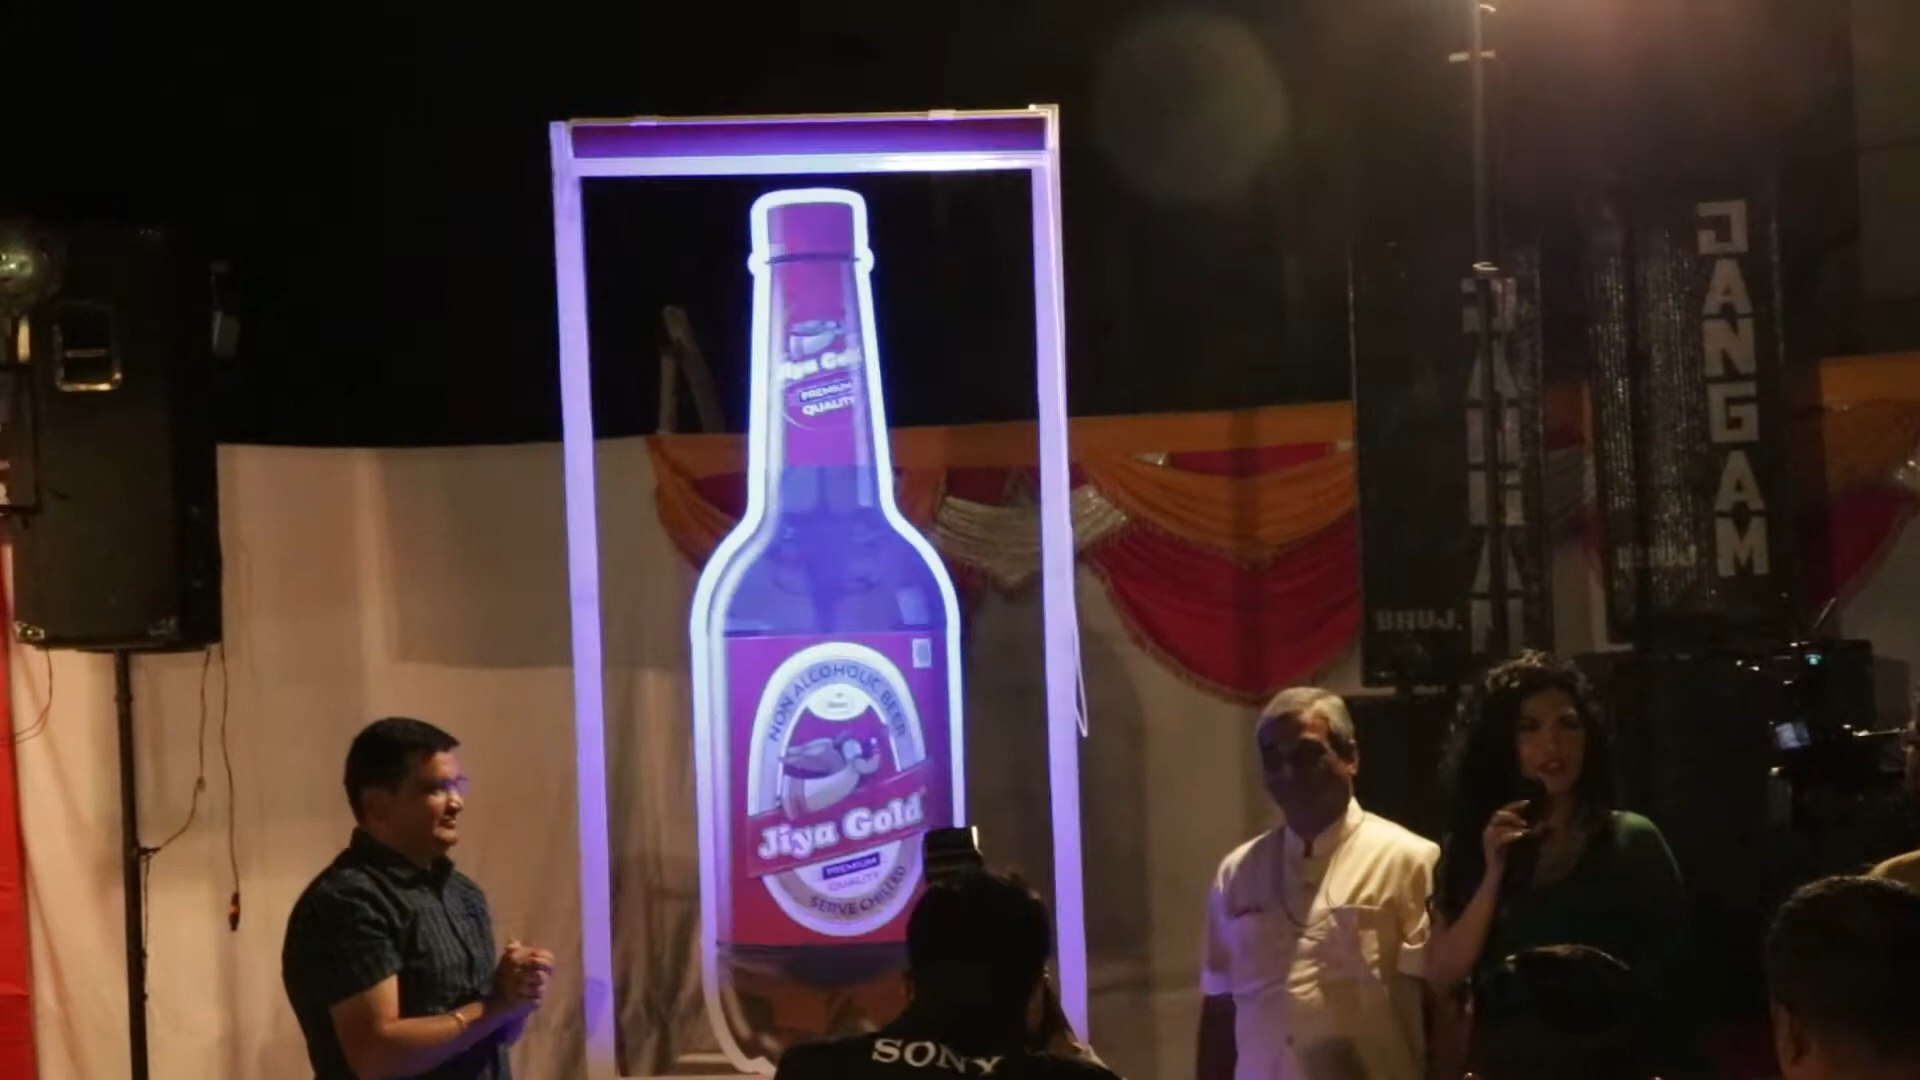 Jiya Gold
PREMIUM
QUALITY
NON ALCOHOLIC BEER
Jiya Gold
PREMIUM
QUALITY
SERVE CHILLED
SONY
BHUJ.
JANGAM